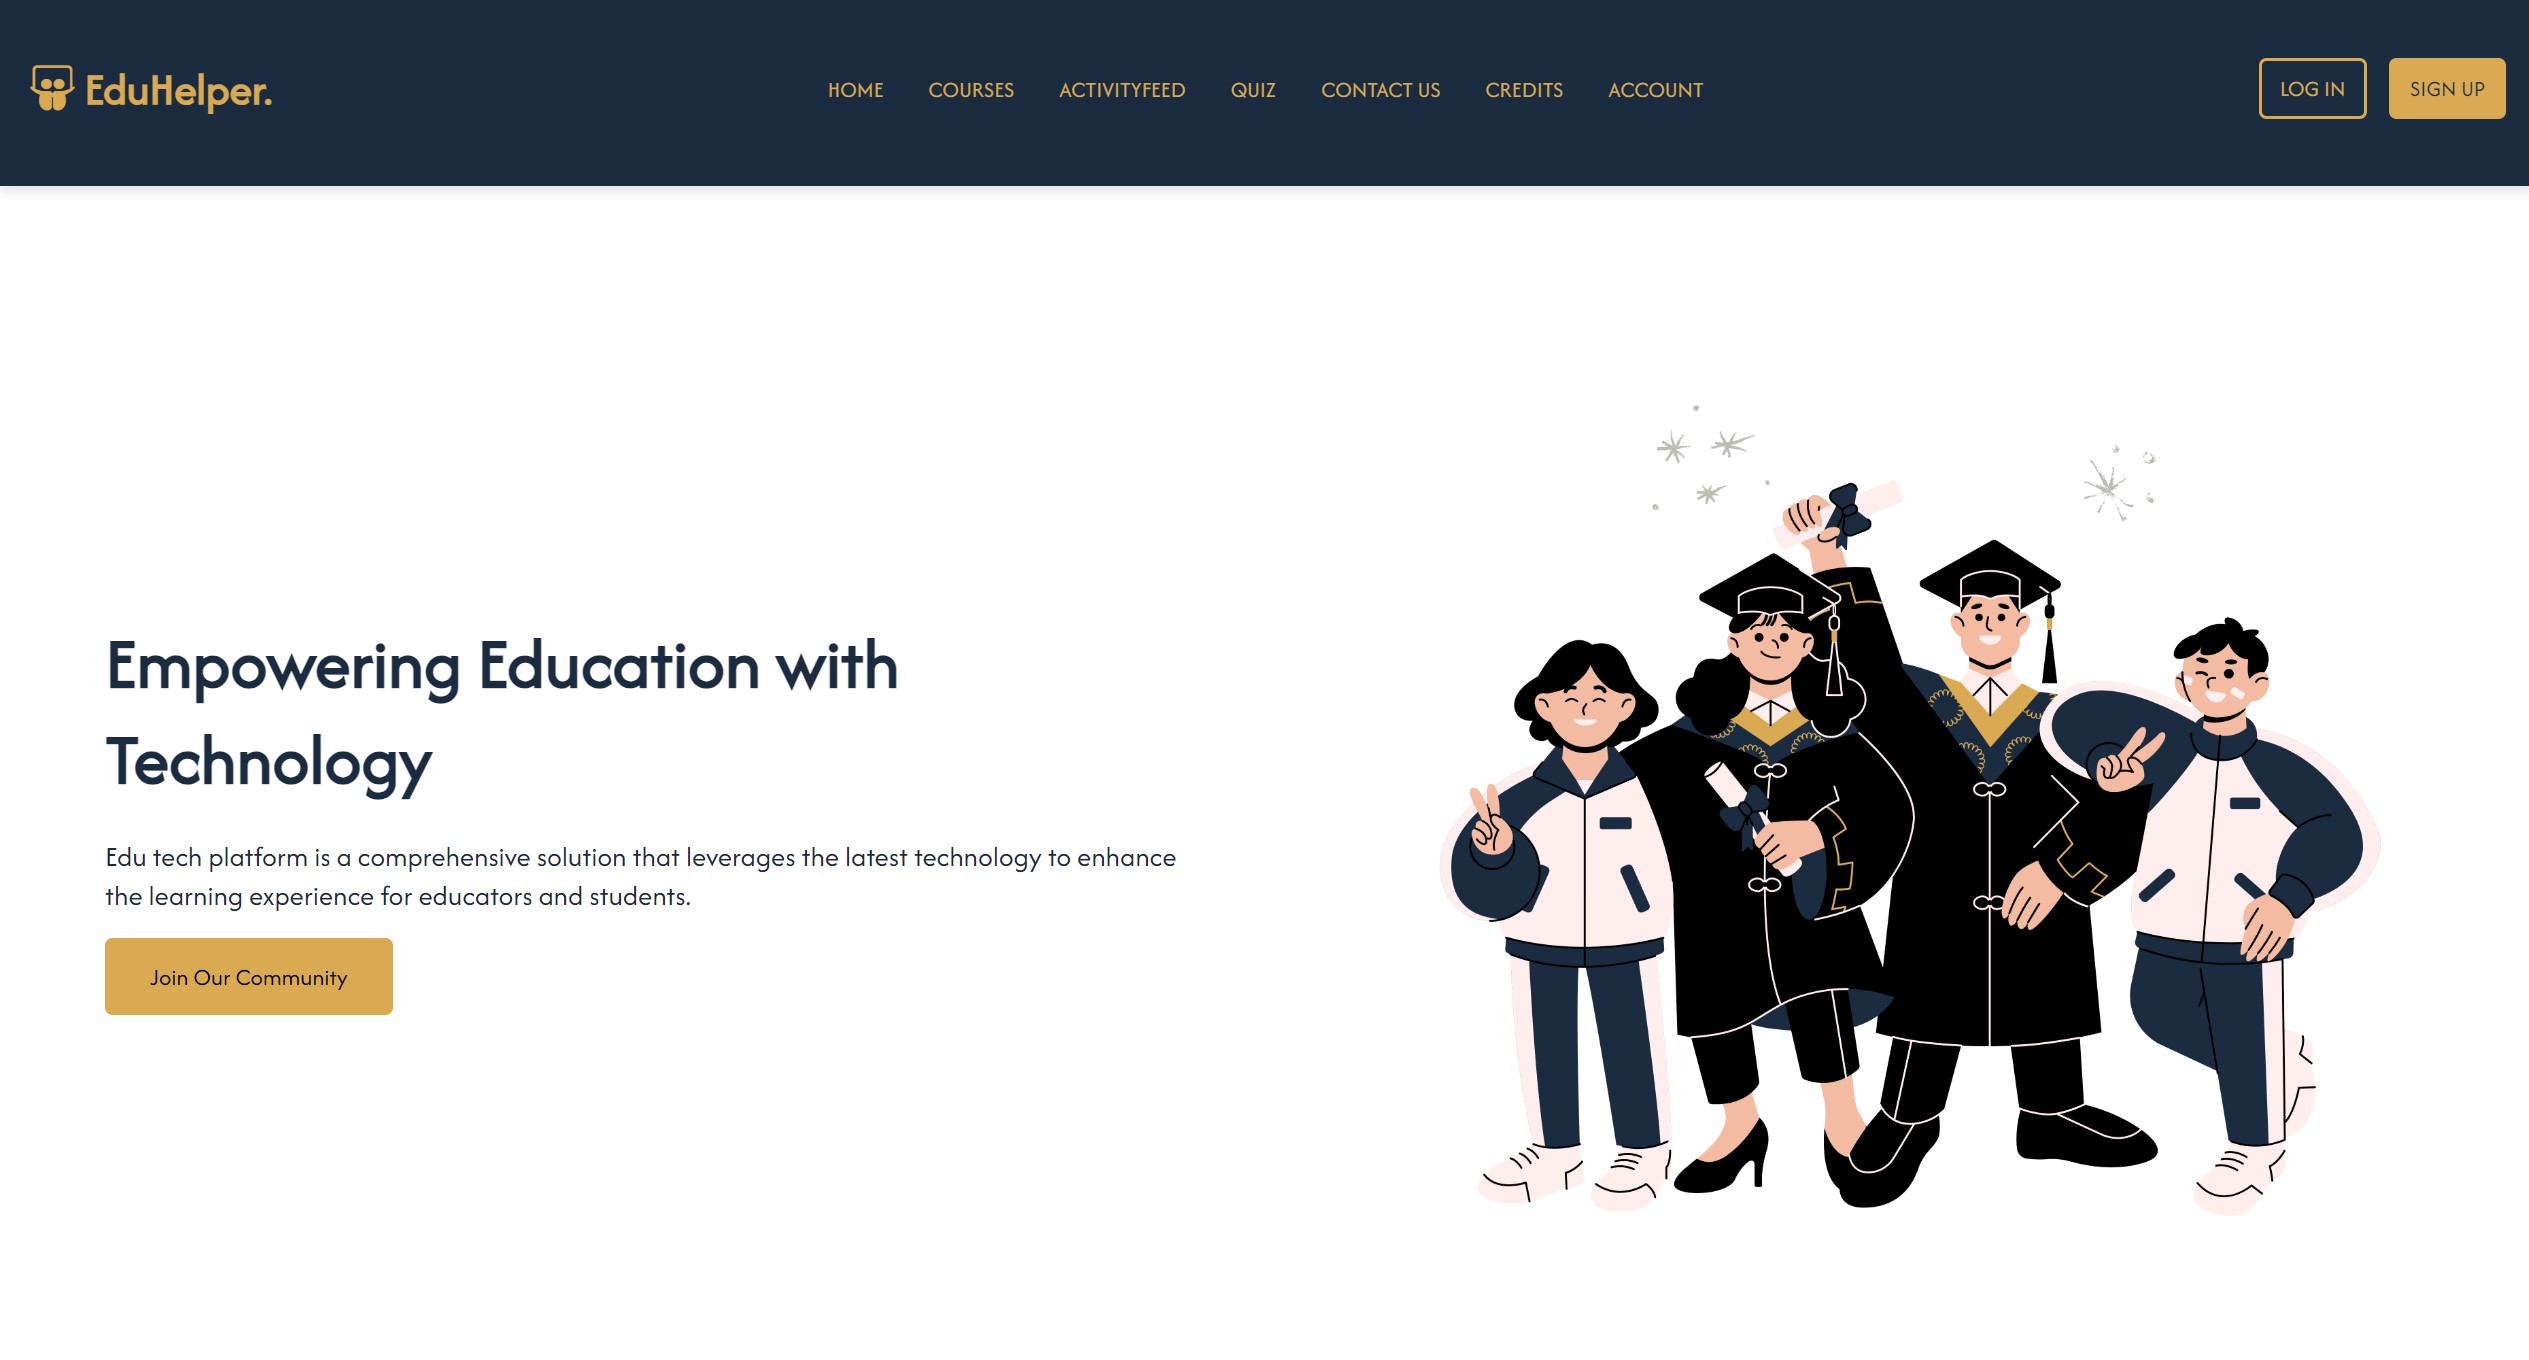 EduHelper.
HOME
COURSES
ACTIVITYFEED
QUIZ
CONTACT US
CREDITS
ACCOUNT
LOG IN
SIGN UP
Empowering Education with
Technology
Edu tech platform is a comprehensive solution that leverages the latest technology to enhance
the learning experience for educators and students.
Join Our Community